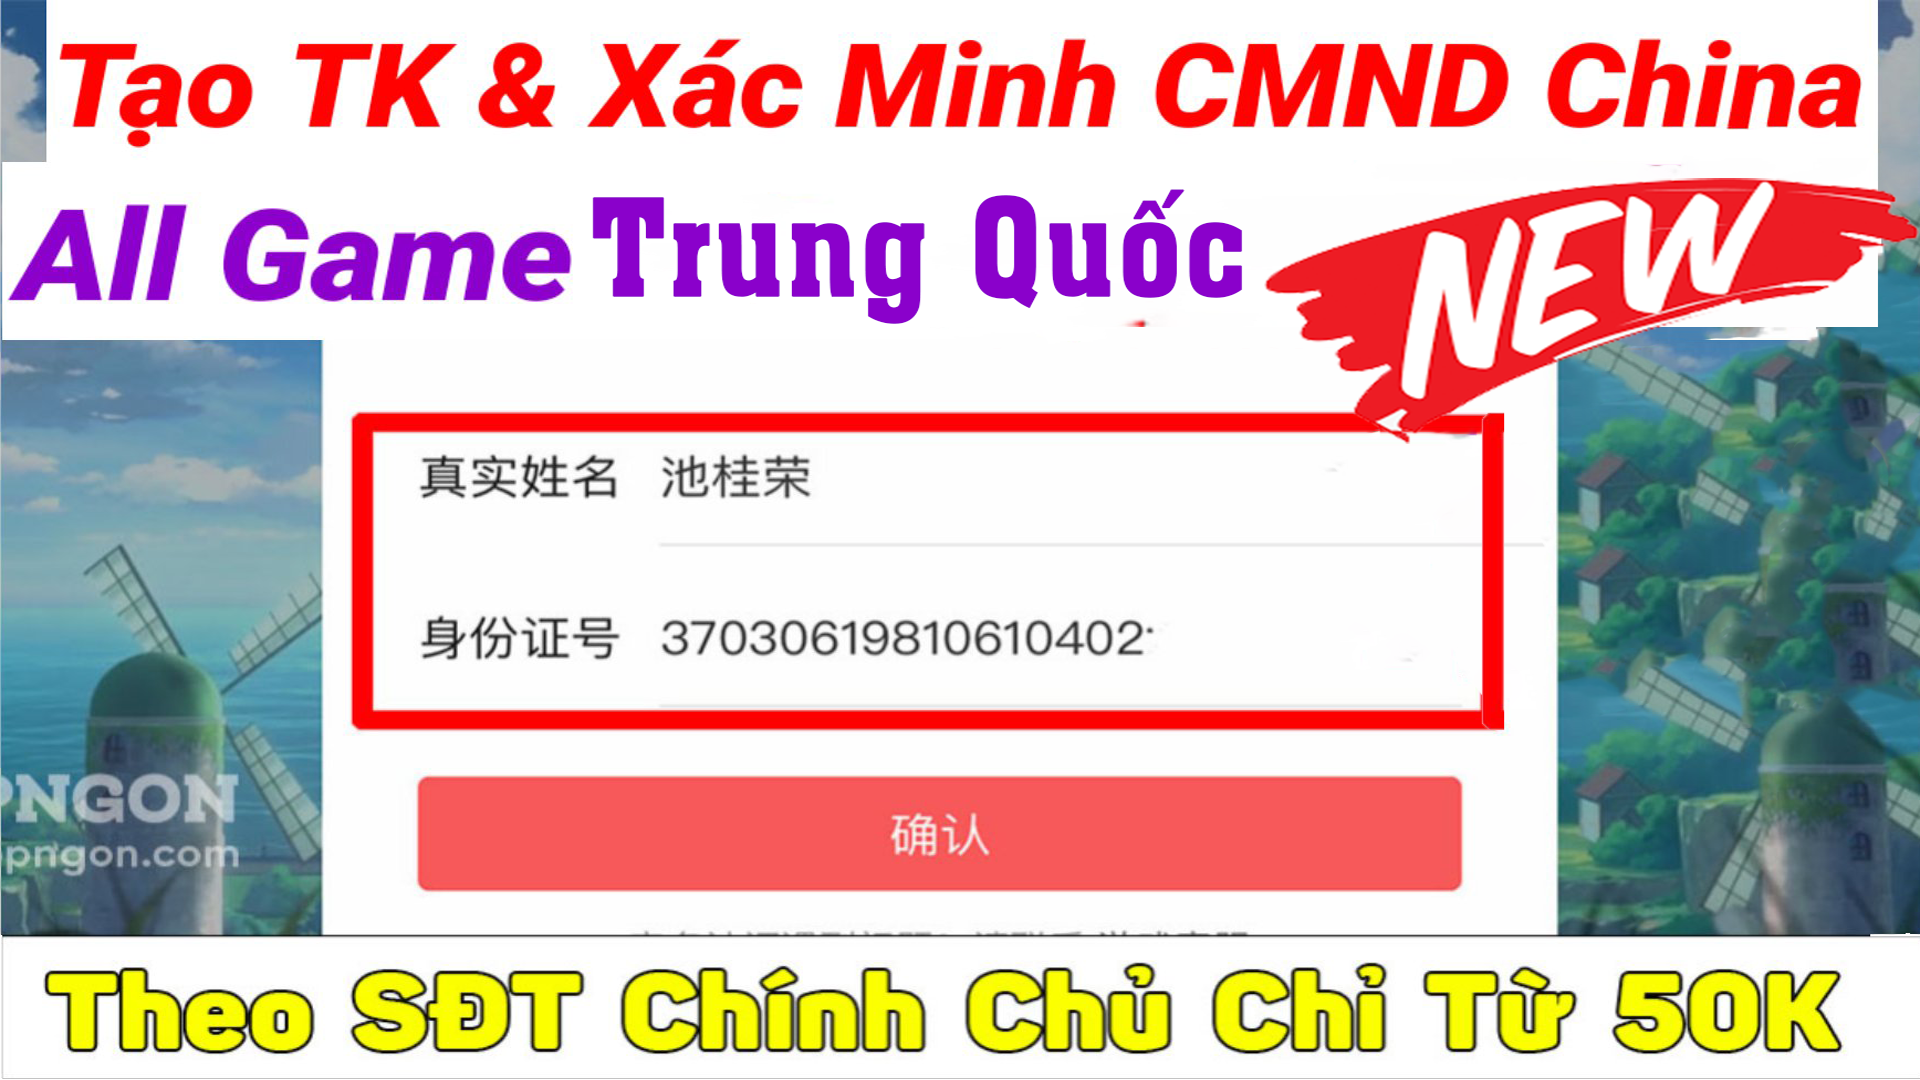 Tạo TK & Xác Minh CMND China
All Game Trung Quốc
NEW
真实姓名 池桂荣
身份证号 37030619810610402
确认
PNGON
pngon.com
Theo SĐT Chính Chủ Chỉ Từ 50K